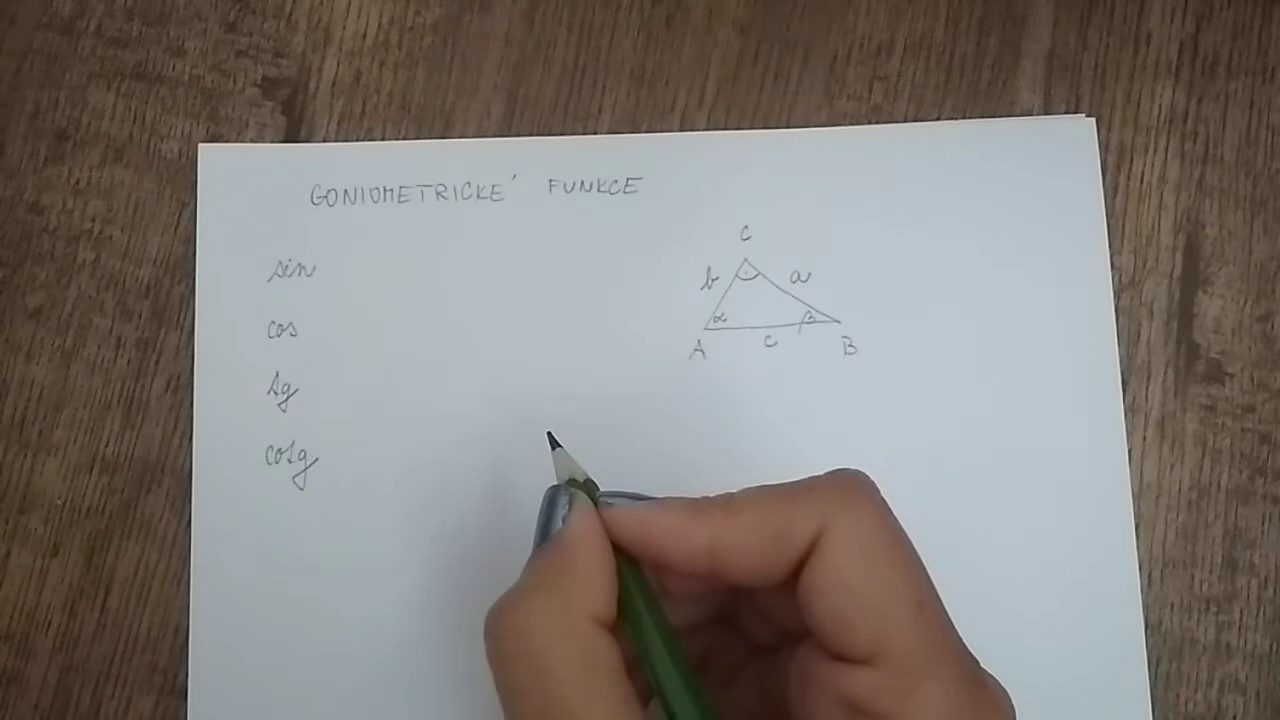 GONIOMETRICKÉ FUNKCE
sin
cos
tg
cotg
C
b a
α β
A c B